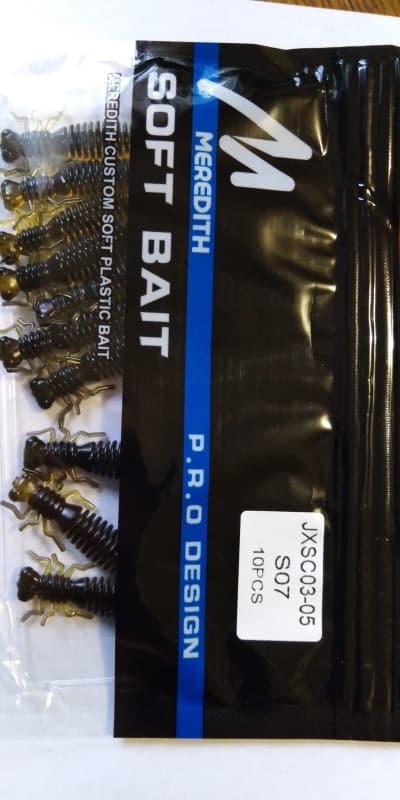 MEREDITH
P.R.O DESIGN
SOFT BAIT
MEREDITH CUSTOM SOFT PLASTIC BAIT
JXSC03-05
S07
10PCS